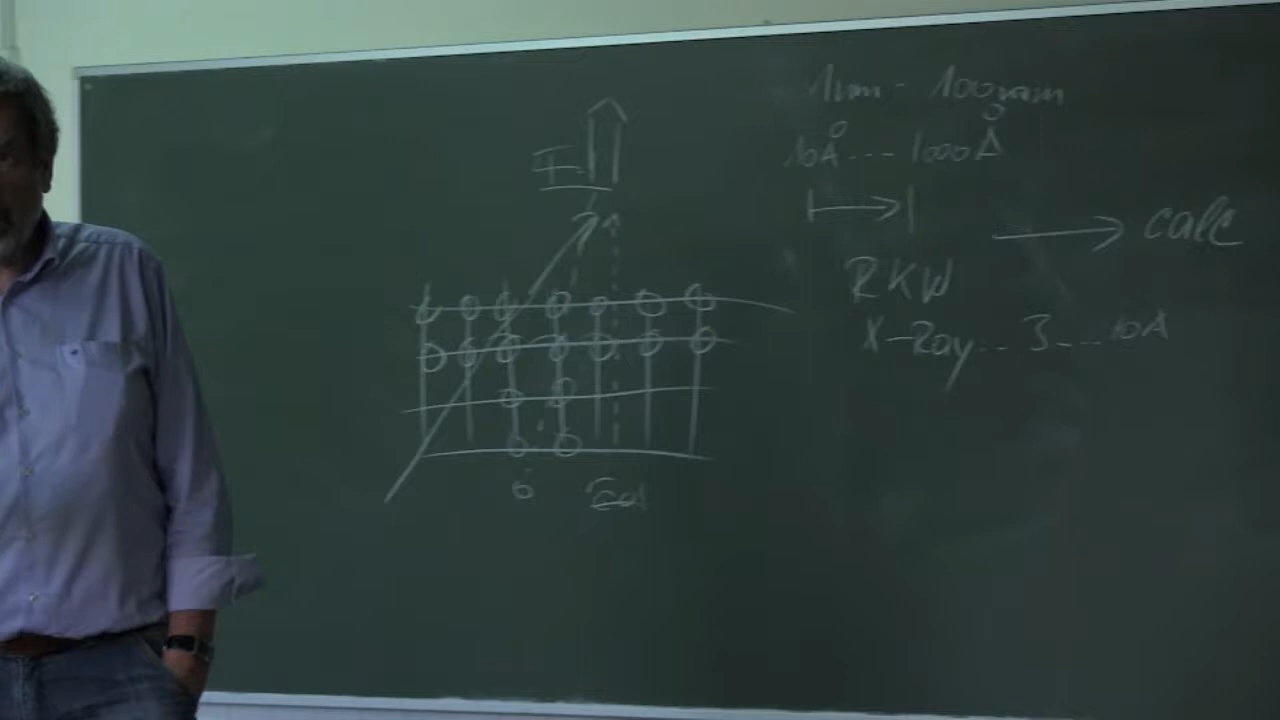 1nm - 100nm
10Å ... 1000Å
calc
RKW
X-Ray... 3...10Å
I